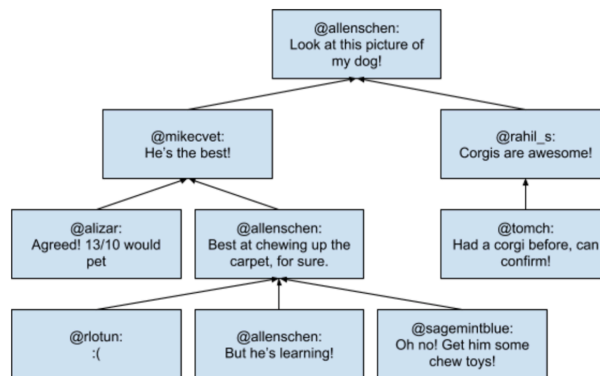 @allenschen:
Look at this picture of
my dog!
@mikecvet:
He's the best!
@rahil_s:
Corgis are awesome!
@alizar:
Agreed! 13/10 would
pet
@allenschen:
Best at chewing up the
carpet, for sure.
@tomch:
Had a corgi before, can
confirm!
@rlotun:
:(
@allenschen:
But he's learning!
@sagemintblue:
Oh no! Get him some
chew toys!